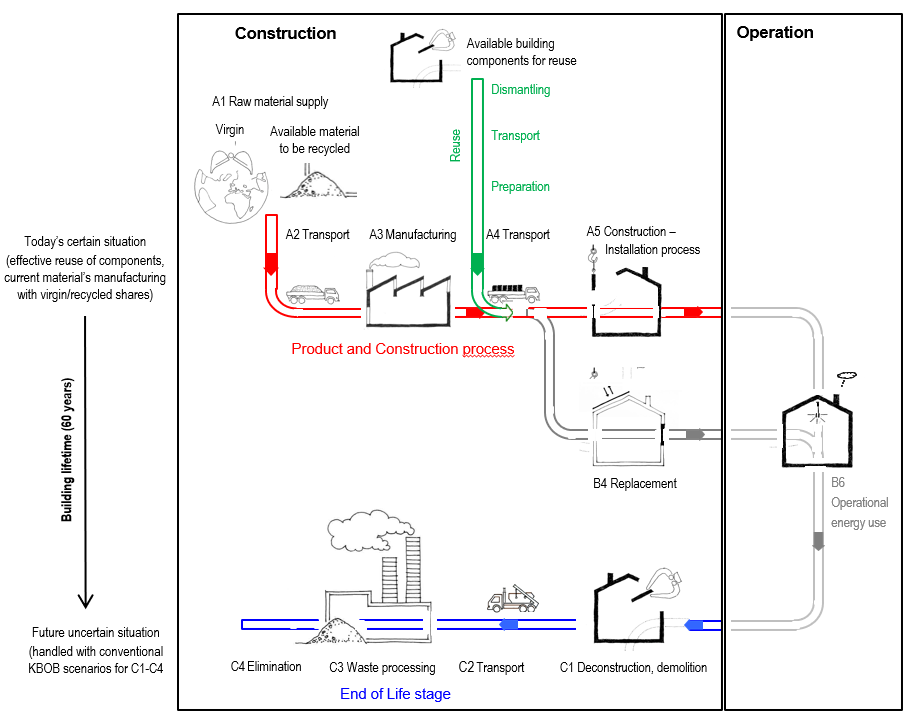 Construction
Operation
Available building
components for reuse
Dismantling
A1 Raw material supply
Virgin
Available material
to be recycled
Reuse
Transport
Preparation
Today's certain situation
(effective reuse of components,
current material's manufacturing
with virgin/recycled shares)
A2 Transport
A3 Manufacturing
A4 Transport
A5 Construction –
Installation process
Product and Construction process
Building lifetime (60 years)
B4 Replacement
B6
Operational
energy use
Future uncertain situation
(handled with conventional
KBOB scenarios for C1-C4
C4 Elimination
C3 Waste processing
C2 Transport
C1 Deconstruction, demolition
End of Life stage